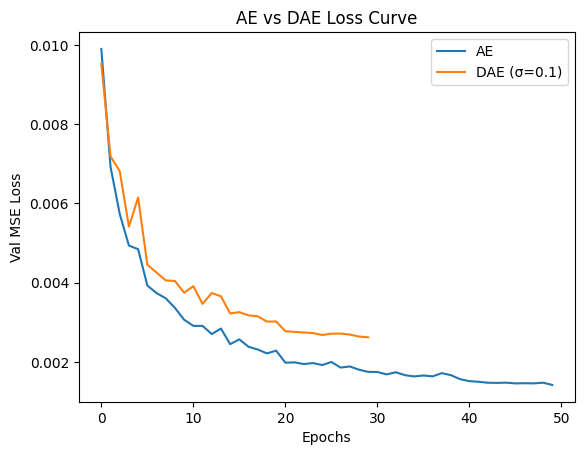 AE vs DAE Loss Curve
AE
DAE (σ=0.1)
Val MSE Loss
0.010
0.008
0.006
0.004
0.002
0 10 20 30 40 50
Epochs